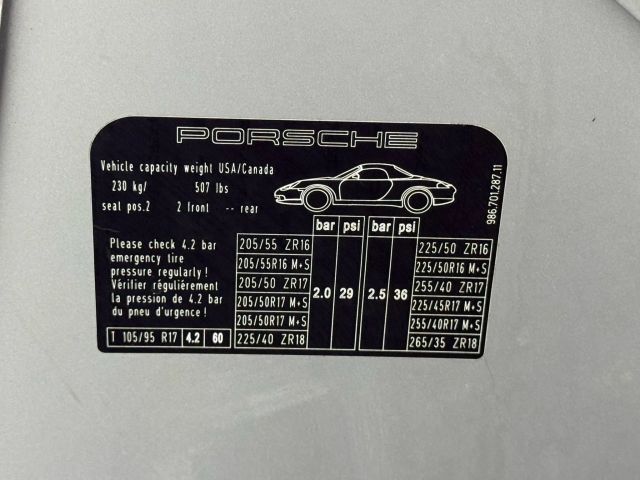 PORSCHE
Vehicle capacity weight USA/Canada
230 kg/ 507 lbs
seat pos.2 2 front -- rear
986.701.287.11
Please check 4.2 bar
emergency tire
pressure regularly!
Vérifier régulièrement
la pression de 4.2 bar
du pneu d'urgence!
T 105/95 R17 4.2 60
bar psi bar psi
205/55 ZR16
205/55R16 M+S
205/50 ZR17
205/50R17 M+S
205/50R17 M+S
225/40 ZR18
2.0 29 2.5 36
225/50 ZR16
225/50R16 M+S
255/40 ZR17
225/45R17 M+S
255/40R17 M+S
265/35 ZR18